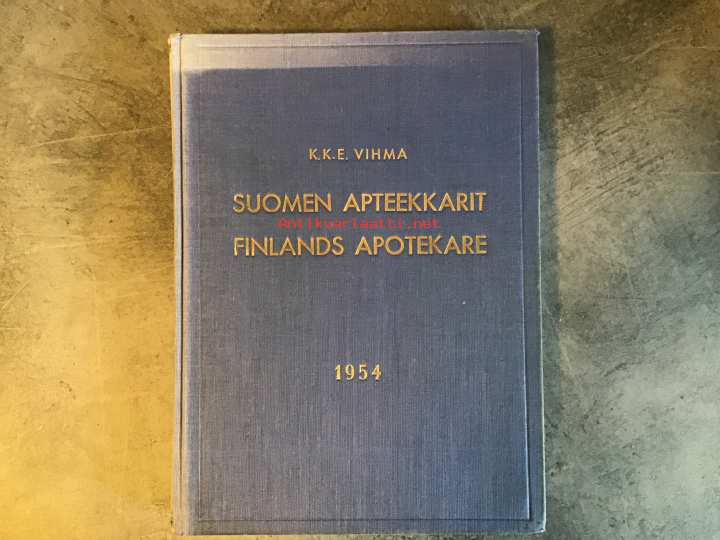 K.K.E. VIHMA
SUOMEN APTEEKKARIT
Antikvariaatti.net
FINLANDS APOTEKARE
1954